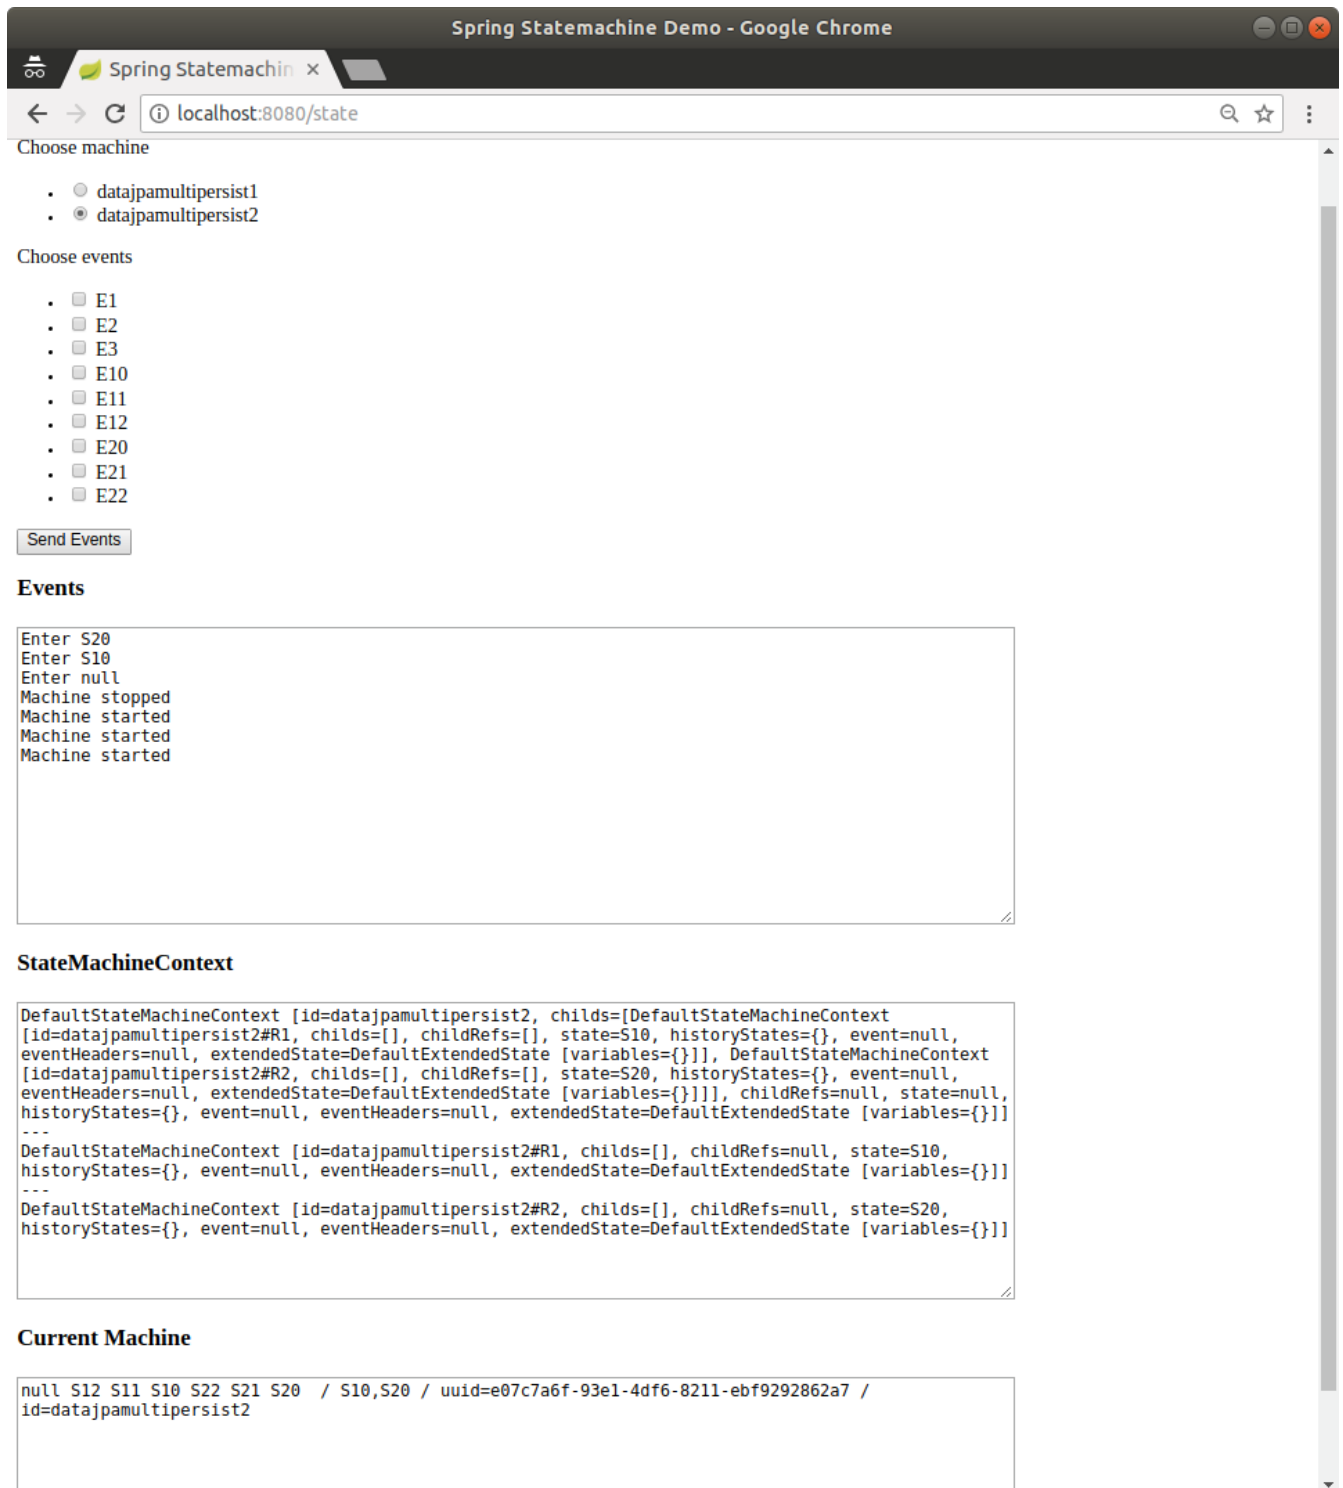 Spring Statemachine Demo - Google Chrome
Spring Statemachin
localhost:8080/state
Choose machine
datajpamultipersist1
datajpamultipersist2
Choose events
E1
E2
E3
E10
E11
E12
E20
E21
E22
Send Events
Events
Enter S20
Enter S10
Enter null
Machine stopped
Machine started
Machine started
Machine started
StateMachineContext
DefaultStateMachineContext [id=datajpamultipersist2, childs=[DefaultStateMachineContext
[id=datajpamultipersist2#R1, childs=[], childRefs=[], state=S10, historyStates={}, event=null,
eventHeaders=null, extendedState=DefaultExtendedState [variables={}]], DefaultStateMachineContext
[id=datajpamultipersist2#R2, childs=[], childRefs=[], state=S20, historyStates={}, event=null,
eventHeaders=null, extendedState=DefaultExtendedState [variables={}]]], childRefs=null, state=null,
historyStates={}, event=null, eventHeaders=null, extendedState=DefaultExtendedState [variables={}]]
---
DefaultStateMachineContext [id=datajpamultipersist2#R1, childs=[], childRefs=null, state=S10,
historyStates={}, event=null, eventHeaders=null, extendedState=DefaultExtendedState [variables={}]]
---
DefaultStateMachineContext [id=datajpamultipersist2#R2, childs=[], childRefs=null, state=S20,
historyStates={}, event=null, eventHeaders=null, extendedState=DefaultExtendedState [variables={}]]
Current Machine
null S12 S11 S10 S22 S21 S20  / S10,S20 / uuid=e07c7a6f-93e1-4df6-8211-ebf9292862a7 /
id=datajpamultipersist2